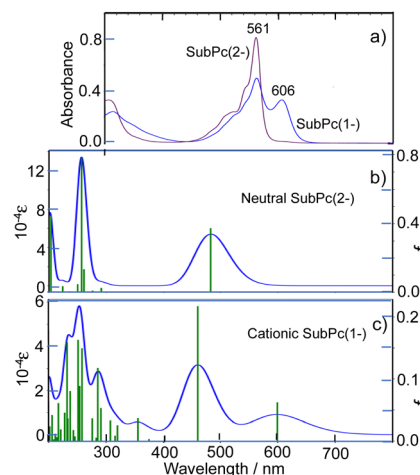 561
0.8
a)
SubPc(2-)
606
0.4
SubPc(1-)
0.0
Absorbance
b)
0.8
12
8
0.4
4
Neutral SubPc(2-)
0
0.0
10⁻⁴ε
f
6
c)
0.2
4
Cationic SubPc(1-)
0.1
2
0
0.0
10⁻⁴ε
f
300 400 500 600 700
Wavelength / nm